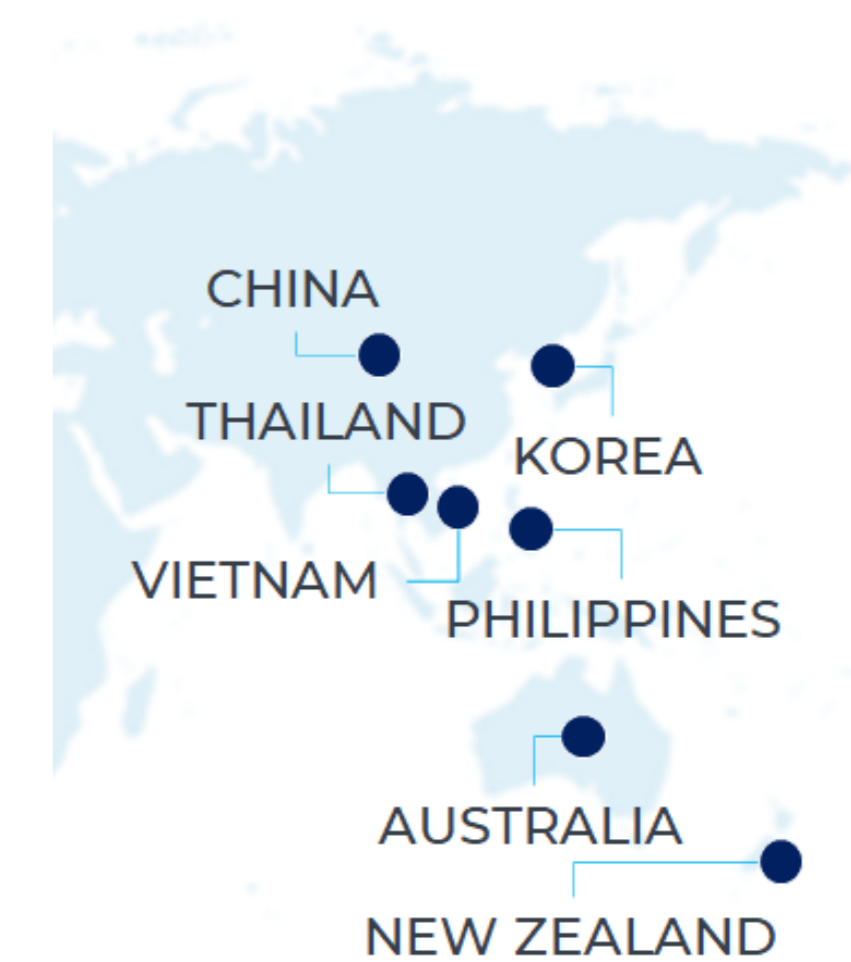 CHINA
THAILAND
KOREA
VIETNAM
PHILIPPINES
AUSTRALIA
NEW ZEALAND